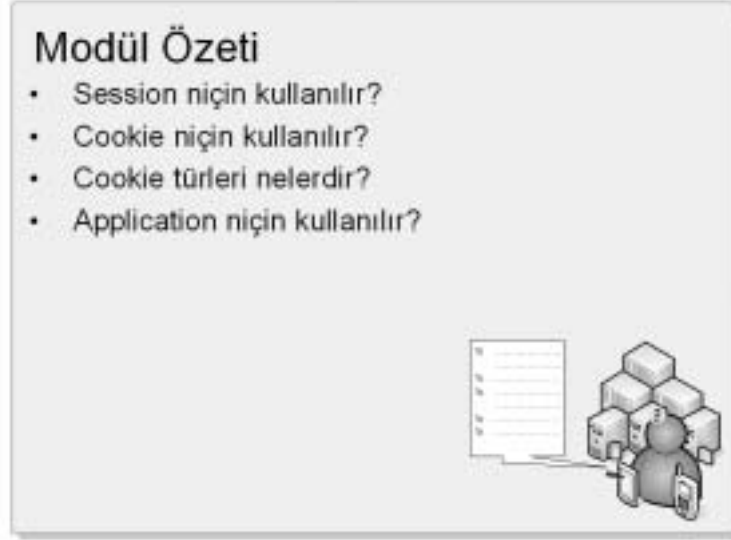 Modül Özeti
• Session niçin kullanılır?
• Cookie niçin kullanılır?
• Cookie türleri nelerdir?
• Application niçin kullanılır?